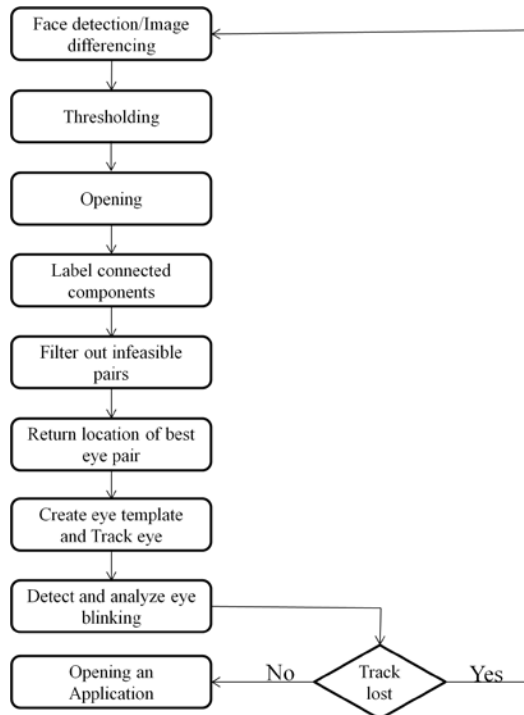 Face detection/Image
differencing
Thresholding
Opening
Label connected
components
Filter out infeasible
pairs
Return location of best
eye pair
Create eye template
and Track eye
Detect and analyze eye
blinking
Opening an
Application
No
Track
lost
Yes